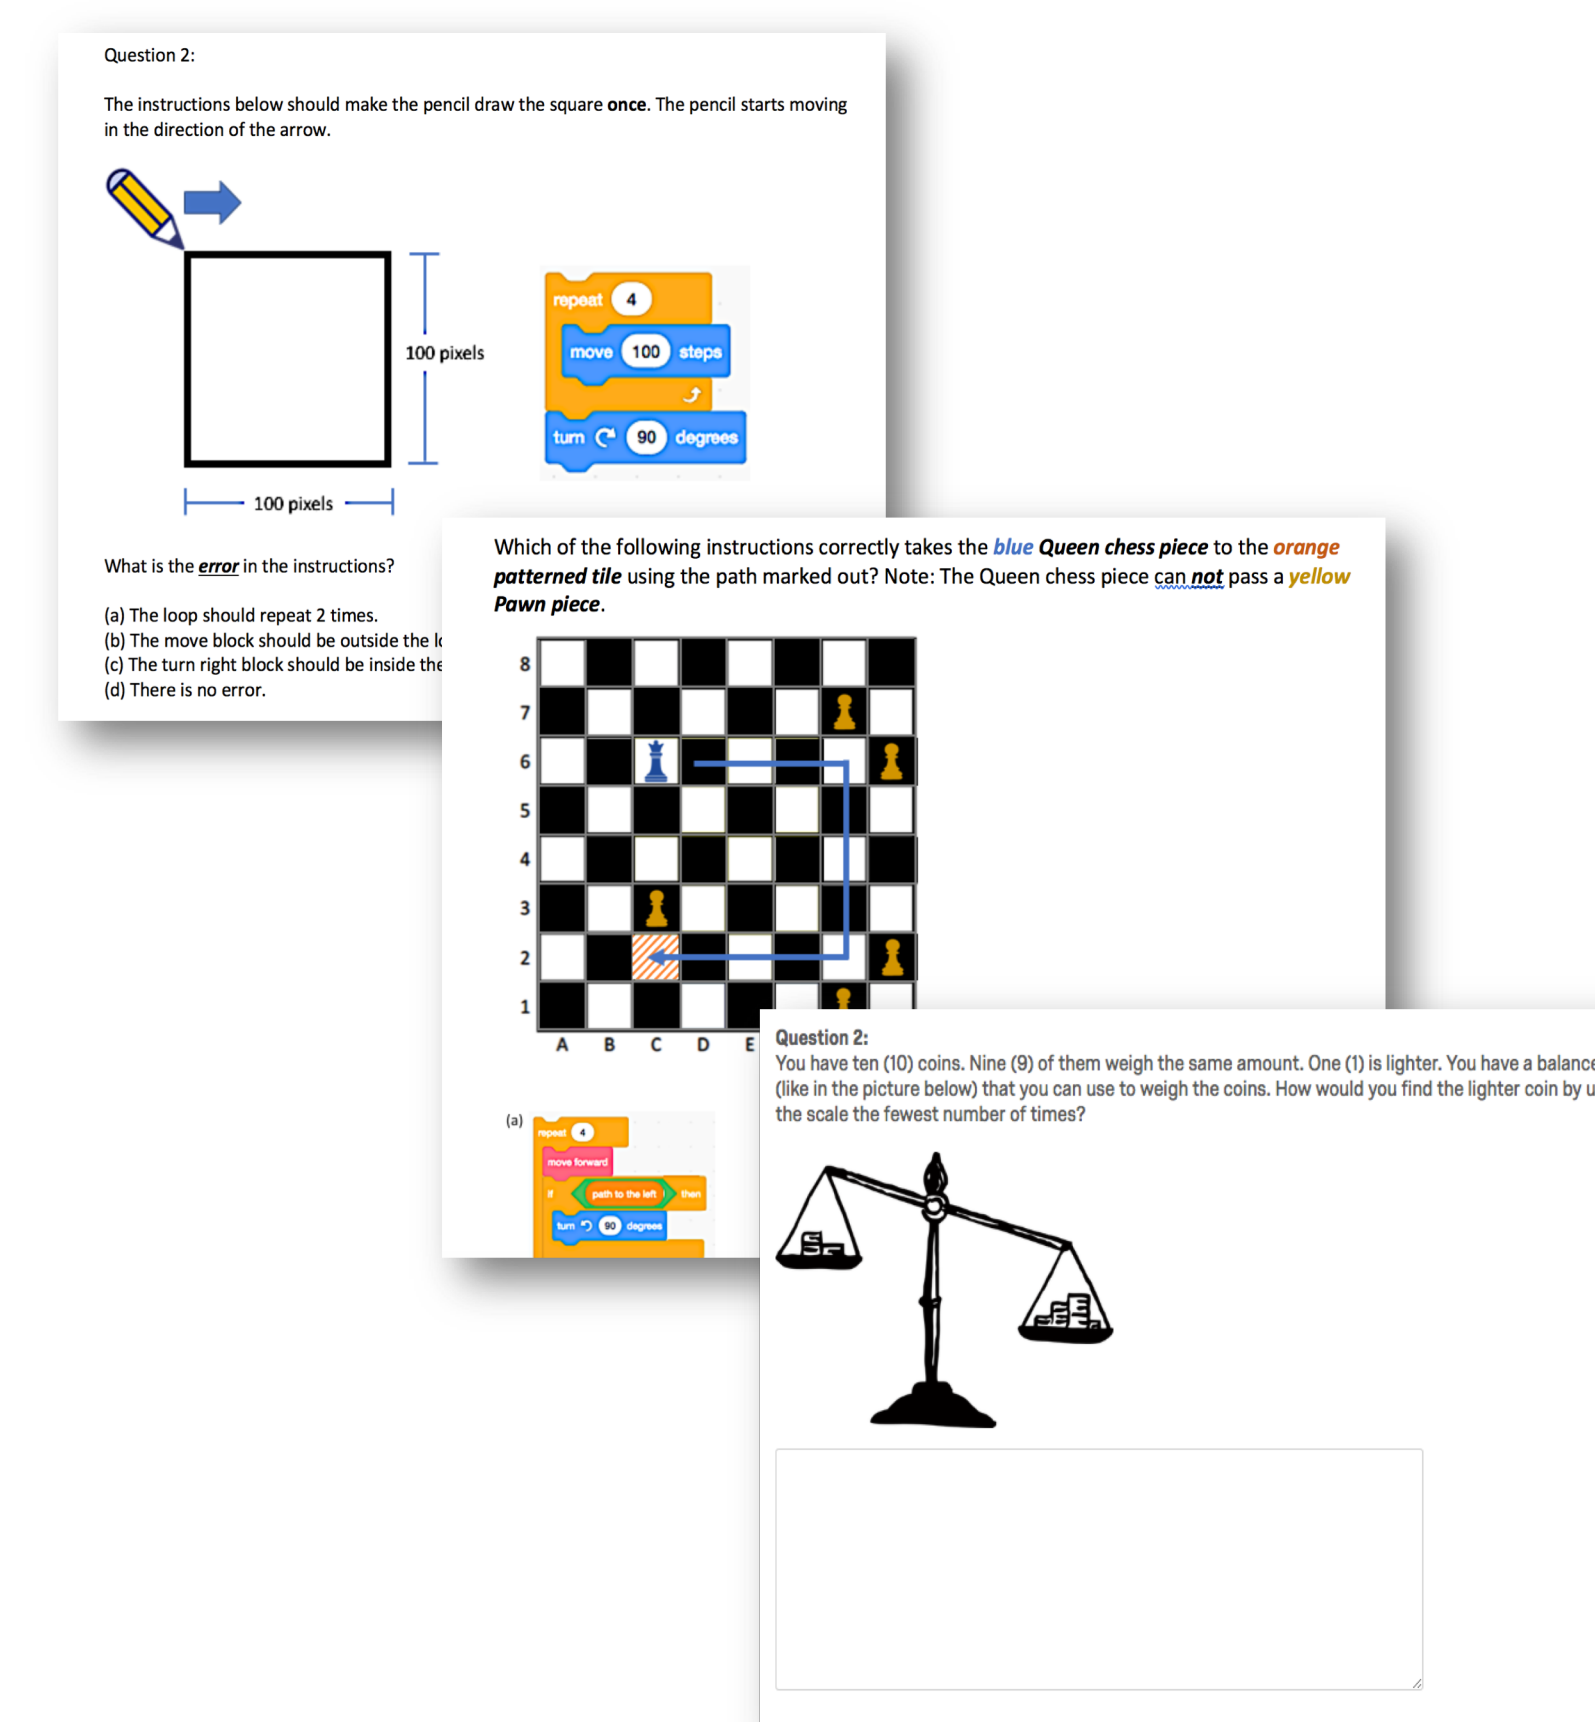 Question 2:
The instructions below should make the pencil draw the square once. The pencil starts moving
in the direction of the arrow.
100 pixels
100 pixels
repeat 4
move 100 steps
turn 90 degrees
What is the error in the instructions?
(a) The loop should repeat 2 times.
(b) The move block should be outside the
(c) The turn right block should be inside the
(d) There is no error.
Which of the following instructions correctly takes the blue Queen chess piece to the orange
patterned tile using the path marked out? Note: The Queen chess piece can not pass a yellow
Pawn piece.
8
7
6
5
4
3
2
1
A B C D E
(a)
repeat 4
move forward
if path to the left then
turn 90 degrees
Question 2:
You have ten (10) coins. Nine (9) of them weigh the same amount. One (1) is lighter. You have a balance
(like in the picture below) that you can use to weigh the coins. How would you find the lighter coin by
the scale the fewest number of times?